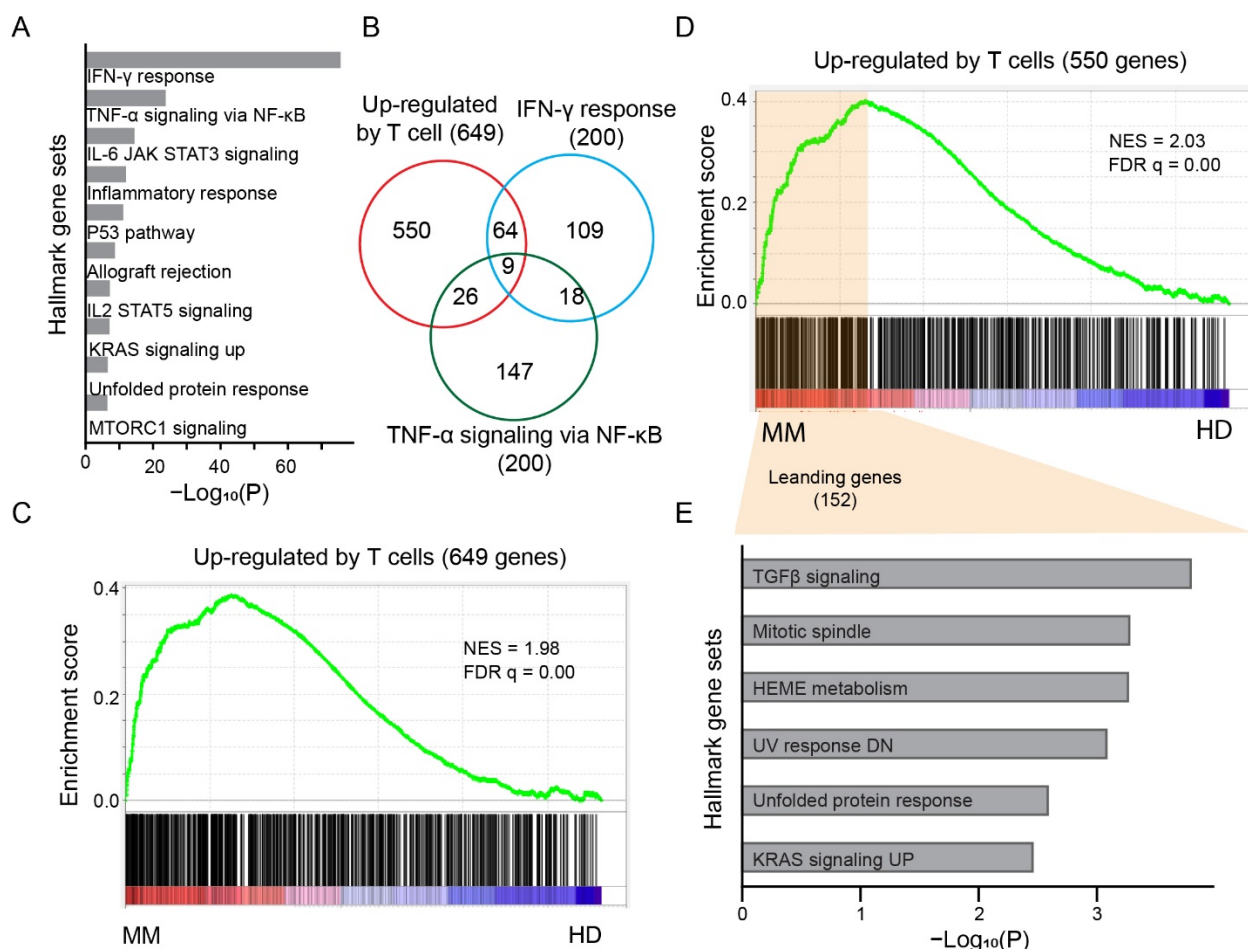 A
Hallmark gene sets
IFN-γ response
TNF-α signaling via NF-κB
IL-6 JAK STAT3 signaling
Inflammatory response
P53 pathway
Allograft rejection
IL2 STAT5 signaling
KRAS signaling up
Unfolded protein response
MTORC1 signaling
0 20 40 60
−Log₁₀(P)
B
Up-regulated
by T cell (649)
IFN-γ response
(200)
550
64
109
9
26
18
147
TNF-α signaling via NF-κB
(200)
C
Up-regulated by T cells (649 genes)
Enrichment score
0.4
0.2
0.0
NES = 1.98
FDR q = 0.00
MM
HD
D
Up-regulated by T cells (550 genes)
Enrichment score
0.4
0.2
0.0
NES = 2.03
FDR q = 0.00
MM
HD
Leanding genes
(152)
E
Hallmark gene sets
TGFβ signaling
Mitotic spindle
HEME metabolism
UV response DN
Unfolded protein response
KRAS signaling UP
0 1 2 3
−Log₁₀(P)